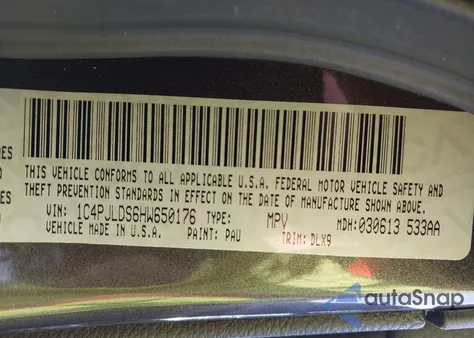 THIS VEHICLE CONFORMS TO ALL APPLICABLE U.S.A. FEDERAL MOTOR VEHICLE SAFETY AND
THEFT PREVENTION STANDARDS IN EFFECT ON THE DATE OF MANUFACTURE SHOWN ABOVE.
VIN: 1C4PJLDS6HW650176 TYPE: MPV MDH:030613 533AA
VEHICLE MADE IN U.S.A. PAINT: PAU TRIM: DLX9
autoSnap